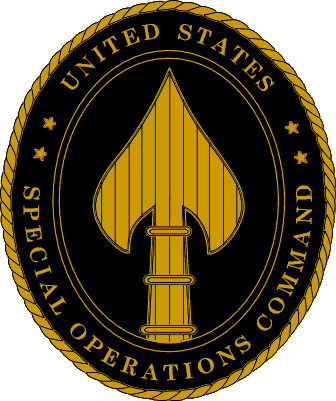 UNITED STATES
SPECIAL OPERATIONS COMMAND